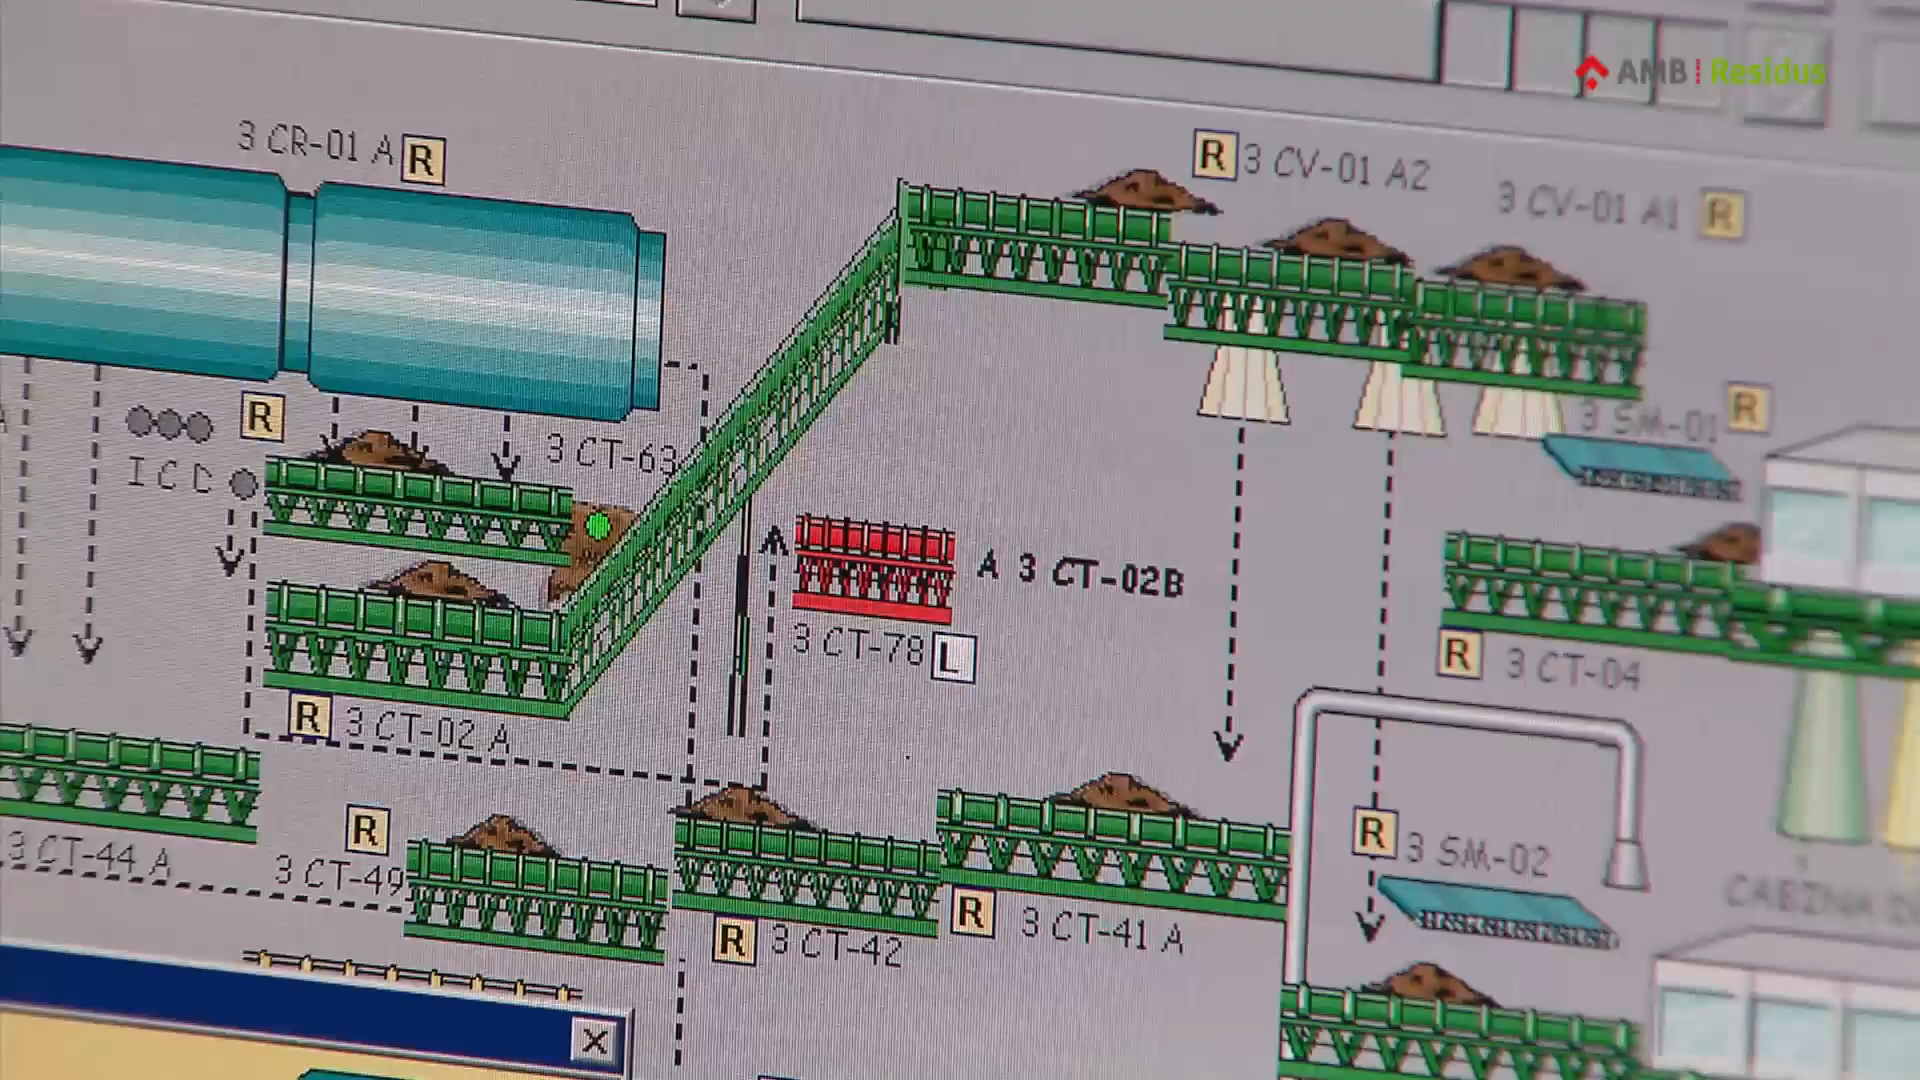 AMB Residus
3 CR-01 A R
R 3 CV-01 A2
3 CV-01 A1 R
R
3 SM-01 R
3 CT-63
ICC
A 3 CT-02B
3 CT-78 L
R 3 CT-04
R 3 CT-02 A
R
R 3 SM-02
3 CT-44 A
3 CT-49
CABINA
R 3 CT-42
R 3 CT-41 A